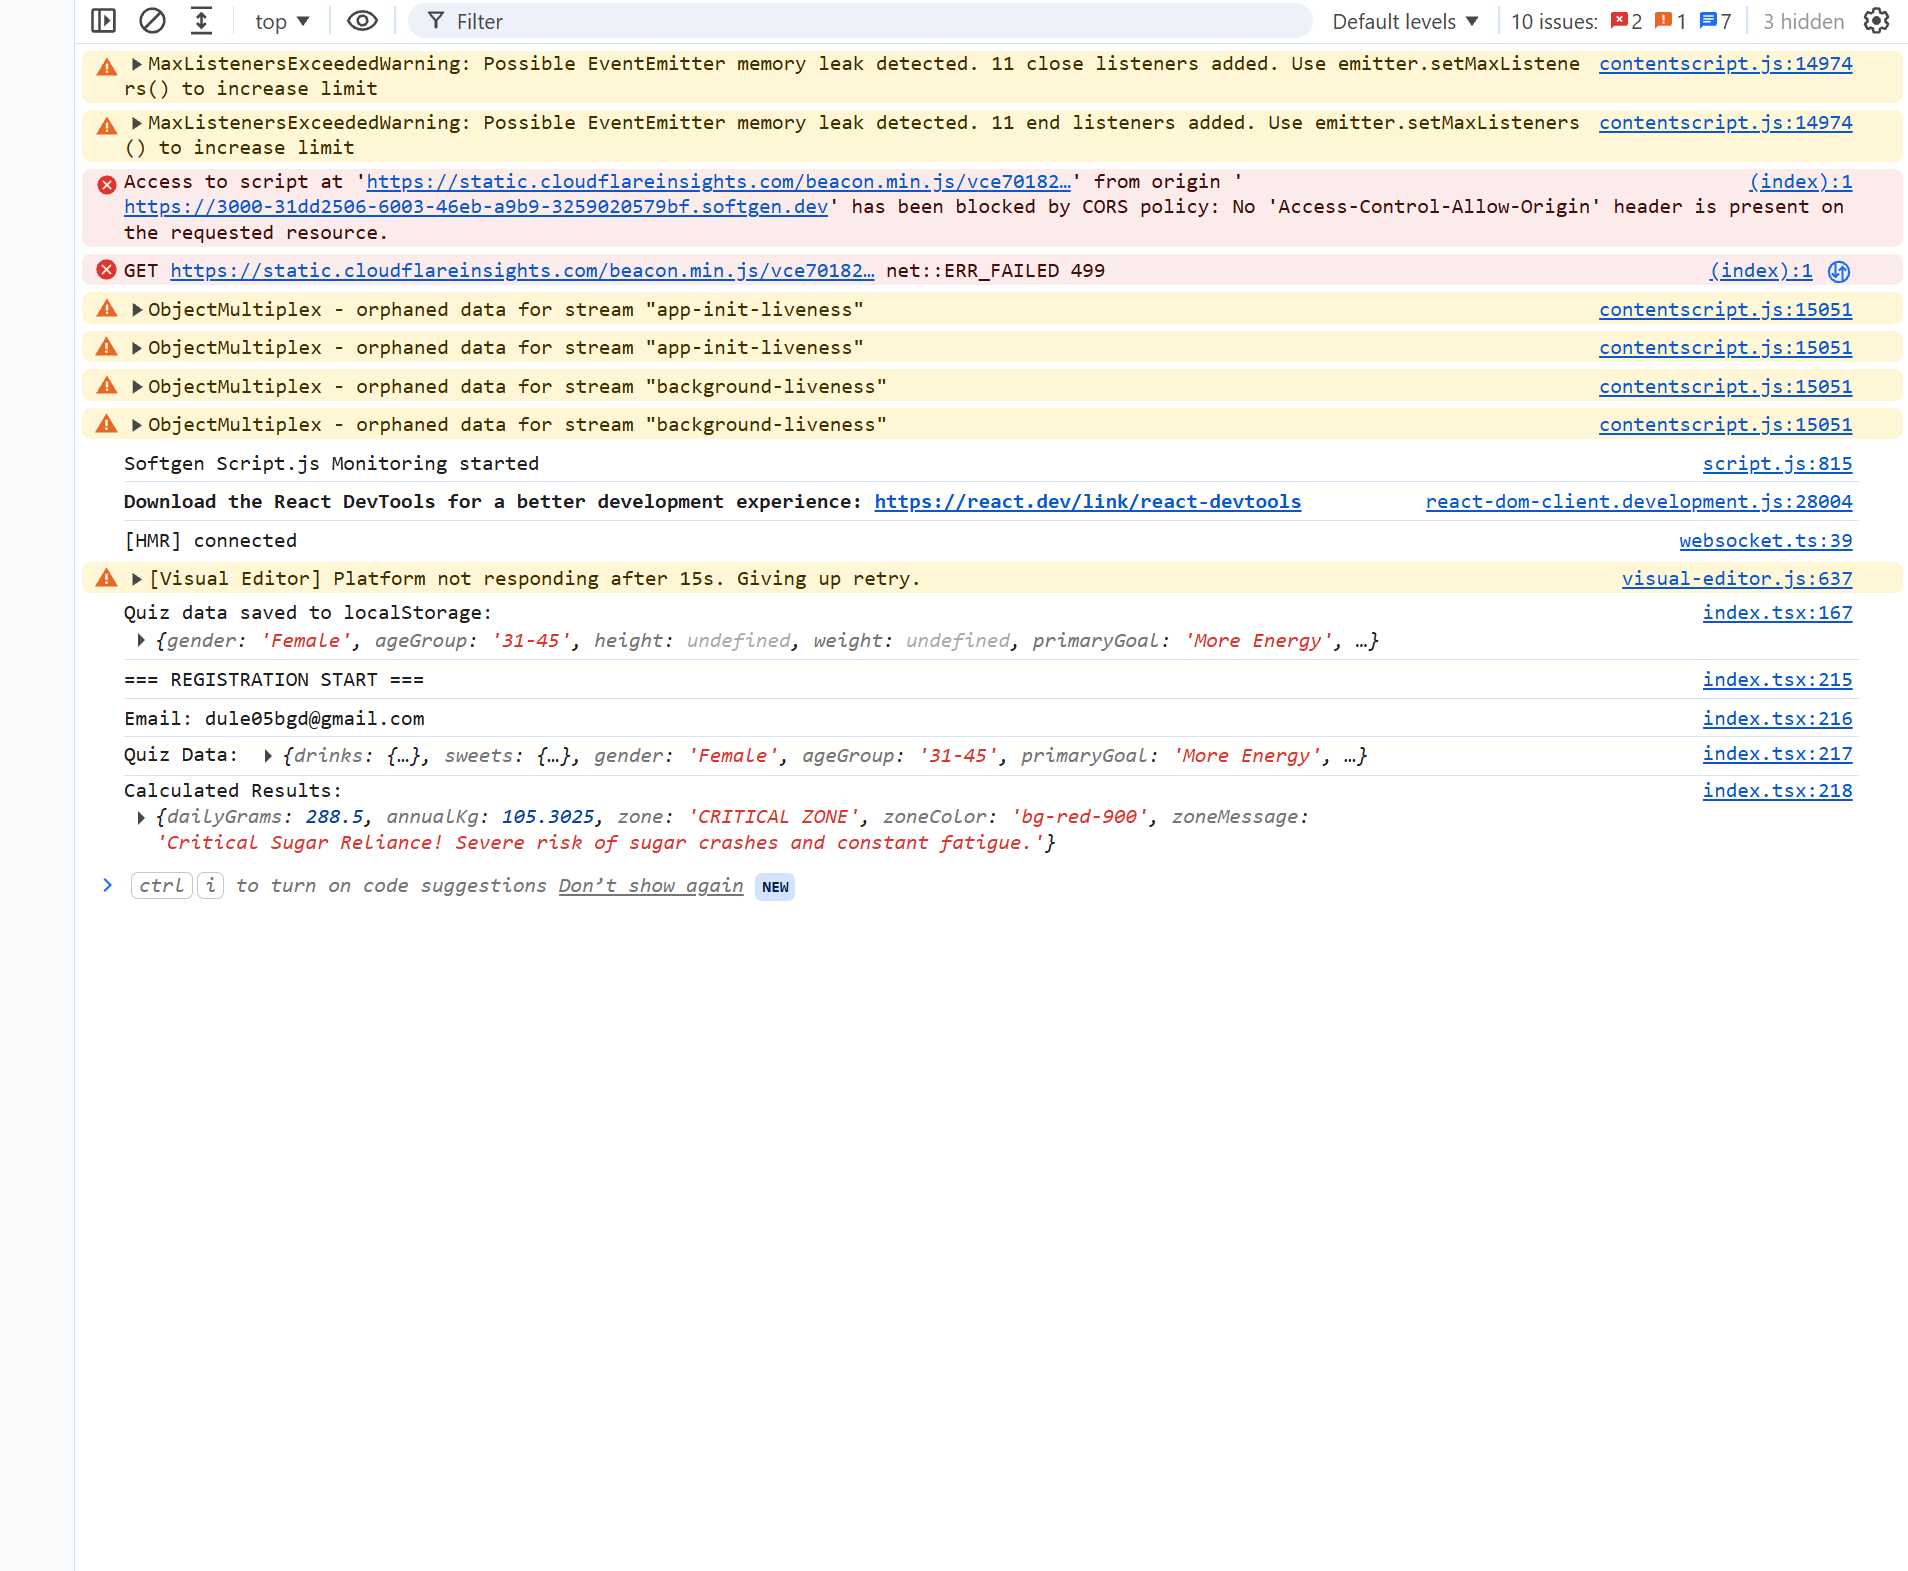 top ▼ Filter Default levels ▼ 10 issues: 2 1 7 3 hidden
MaxListenersExceededWarning: Possible EventEmitter memory leak detected. 11 close listeners added. Use emitter.setMaxListene contentscript.js:14974
rs() to increase limit
MaxListenersExceededWarning: Possible EventEmitter memory leak detected. 11 end listeners added. Use emitter.setMaxListeners contentscript.js:14974
() to increase limit
Access to script at 'https://static.cloudflareinsights.com/beacon.min.js/vce70182…' from origin ' (index):1
https://3000-31dd2506-6003-46eb-a9b9-3259020579bf.softgen.dev' has been blocked by CORS policy: No 'Access-Control-Allow-Origin' header is present on
the requested resource.
GET https://static.cloudflareinsights.com/beacon.min.js/vce70182… net::ERR_FAILED 499 (index):1
ObjectMultiplex - orphaned data for stream "app-init-liveness" contentscript.js:15051
ObjectMultiplex - orphaned data for stream "app-init-liveness" contentscript.js:15051
ObjectMultiplex - orphaned data for stream "background-liveness" contentscript.js:15051
ObjectMultiplex - orphaned data for stream "background-liveness" contentscript.js:15051
Softgen Script.js Monitoring started script.js:815
Download the React DevTools for a better development experience: https://react.dev/link/react-devtools react-dom-client.development.js:28004
[HMR] connected websocket.ts:39
[Visual Editor] Platform not responding after 15s. Giving up retry. visual-editor.js:637
Quiz data saved to localStorage: index.tsx:167
{gender: 'Female', ageGroup: '31-45', height: undefined, weight: undefined, primaryGoal: 'More Energy', …}
=== REGISTRATION START === index.tsx:215
Email: dule05bgd@gmail.com index.tsx:216
Quiz Data: {drinks: {…}, sweets: {…}, gender: 'Female', ageGroup: '31-45', primaryGoal: 'More Energy', …} index.tsx:217
Calculated Results: index.tsx:218
{dailyGrams: 288.5, annualKg: 105.3025, zone: 'CRITICAL ZONE', zoneColor: 'bg-red-900', zoneMessage:
'Critical Sugar Reliance! Severe risk of sugar crashes and constant fatigue.'}
ctrl i to turn on code suggestions Don't show again NEW